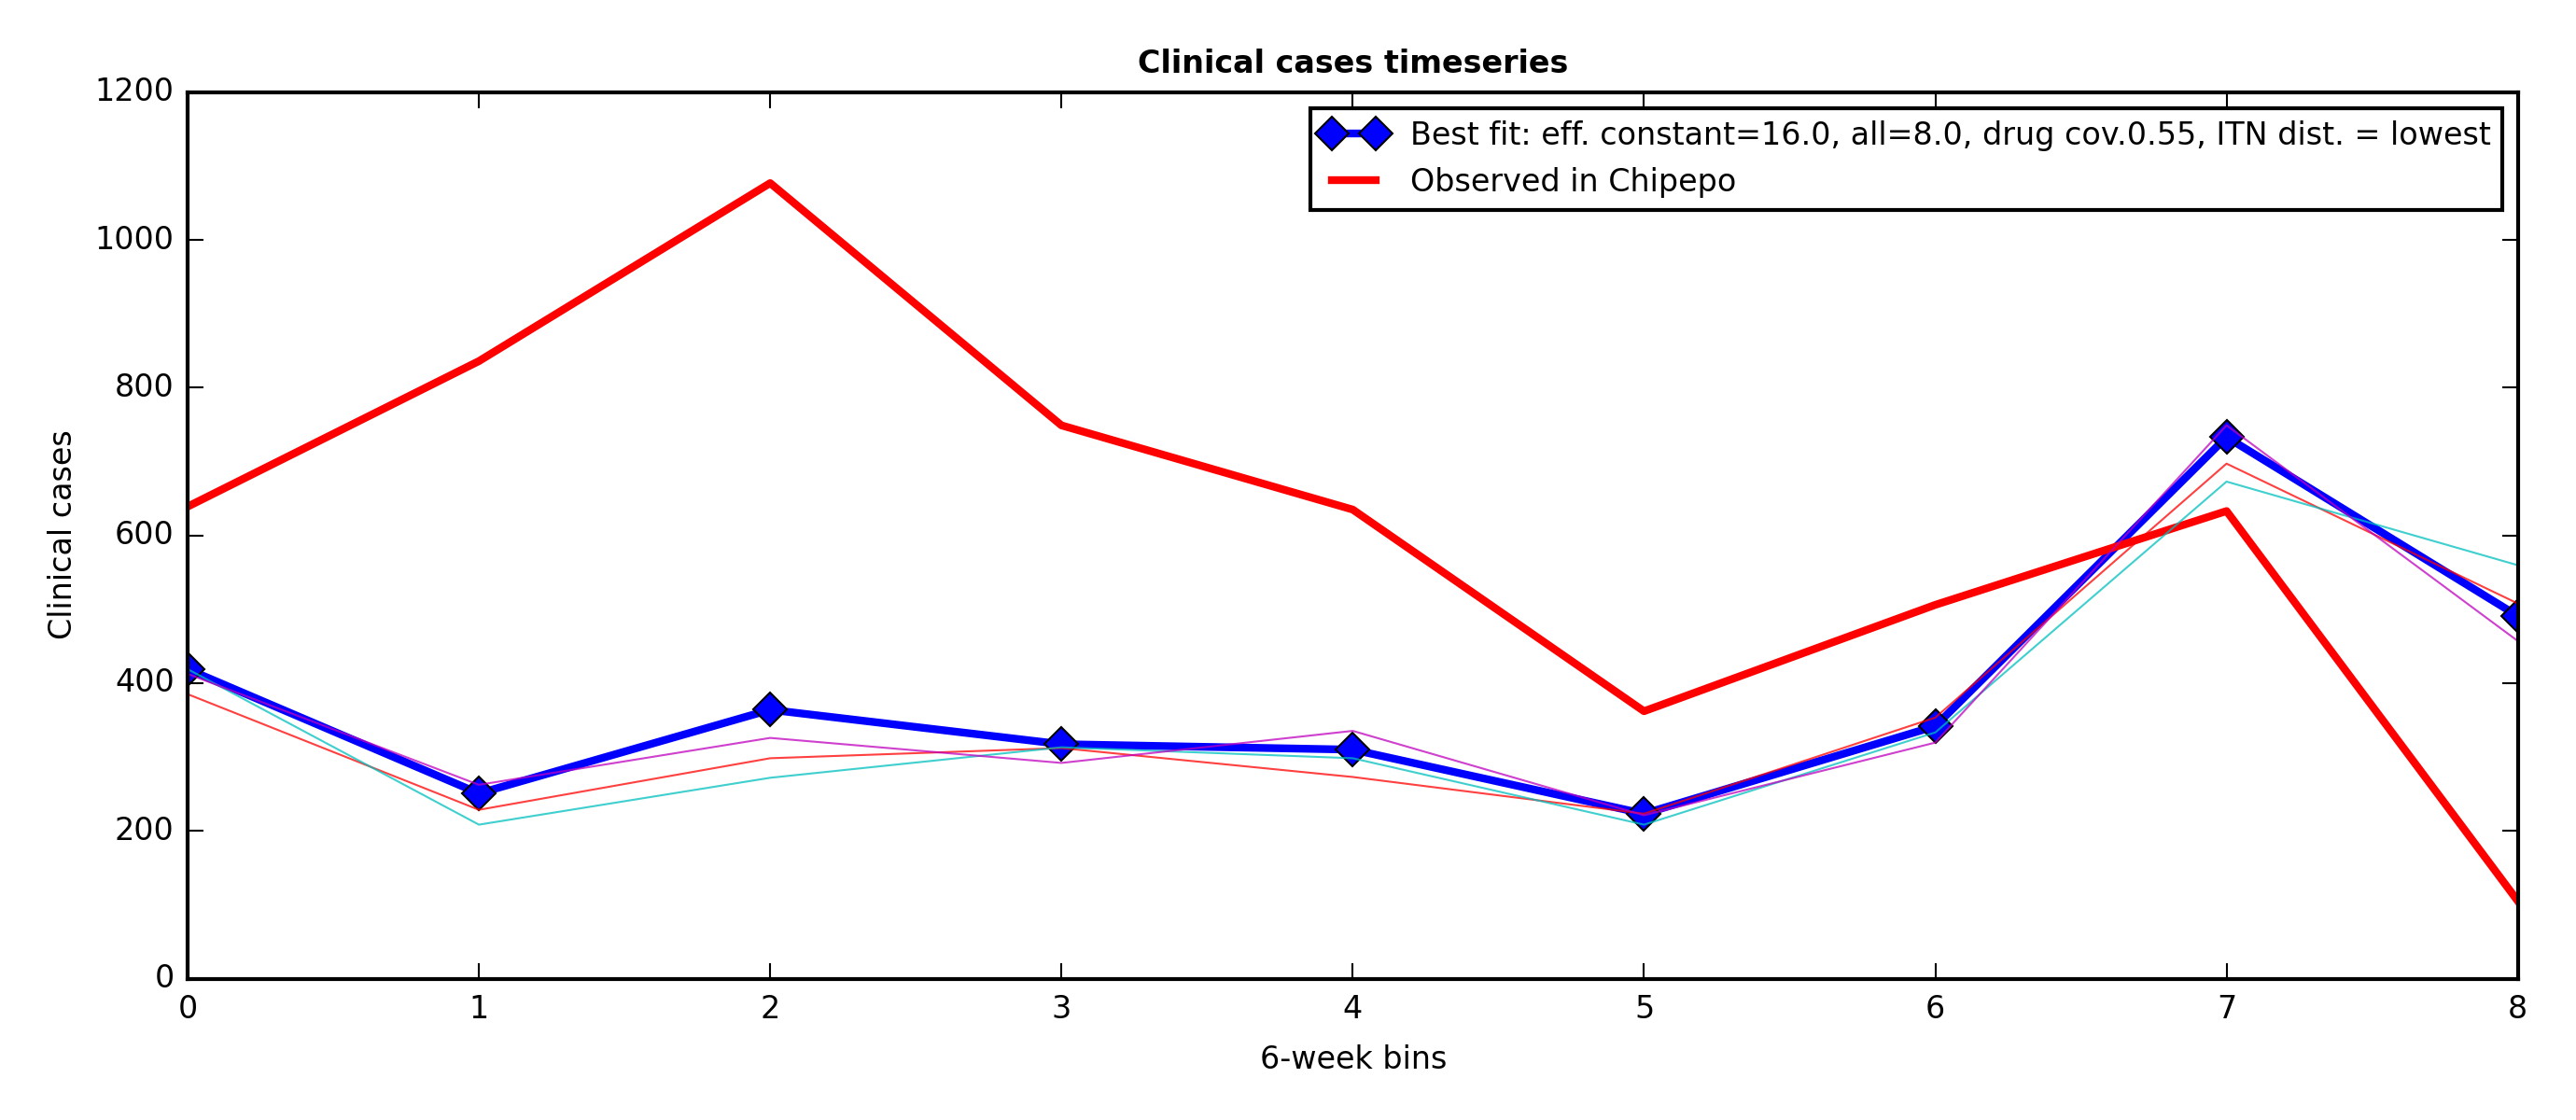 Clinical cases timeseries
1200
1000
800
600
400
200
0
Clinical cases
Best fit: eff. constant=16.0, all=8.0, drug cov.0.55, ITN dist. = lowest
Observed in Chipepo
0 1 2 3 4 5 6 7 8
6-week bins